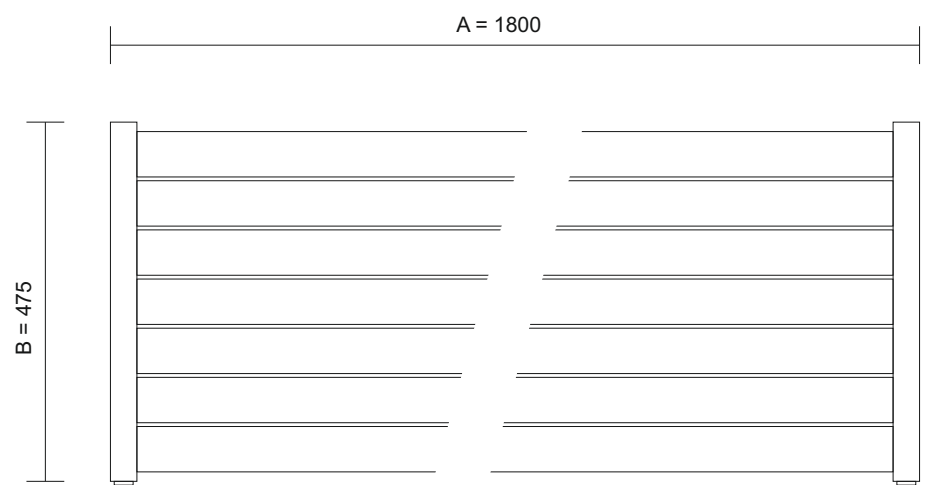 A = 1800
B = 475